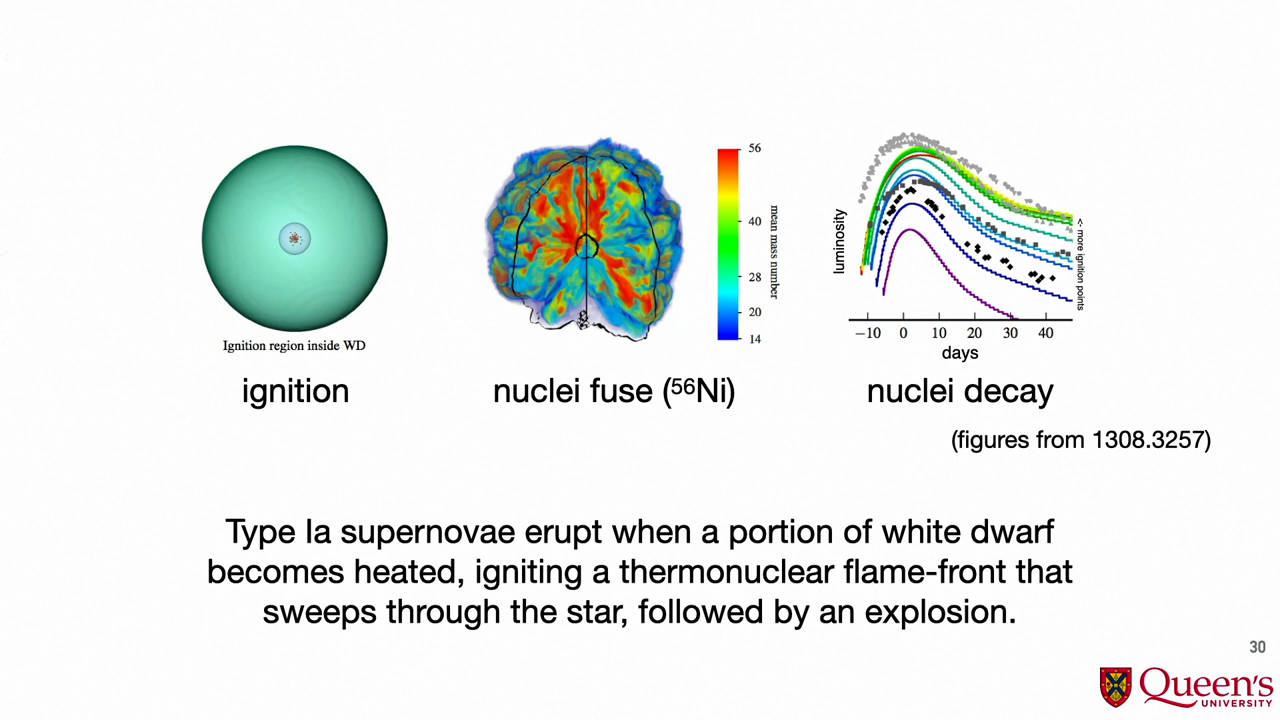 56
40
28
20
14
mean mass number
luminosity
<- more ignition points
−10 0 10 20 30 40
days
Ignition region inside WD
ignition
nuclei fuse (⁵⁶Ni)
nuclei decay
(figures from 1308.3257)
Type Ia supernovae erupt when a portion of white dwarf
becomes heated, igniting a thermonuclear flame-front that
sweeps through the star, followed by an explosion.
30
Queen's
UNIVERSITY